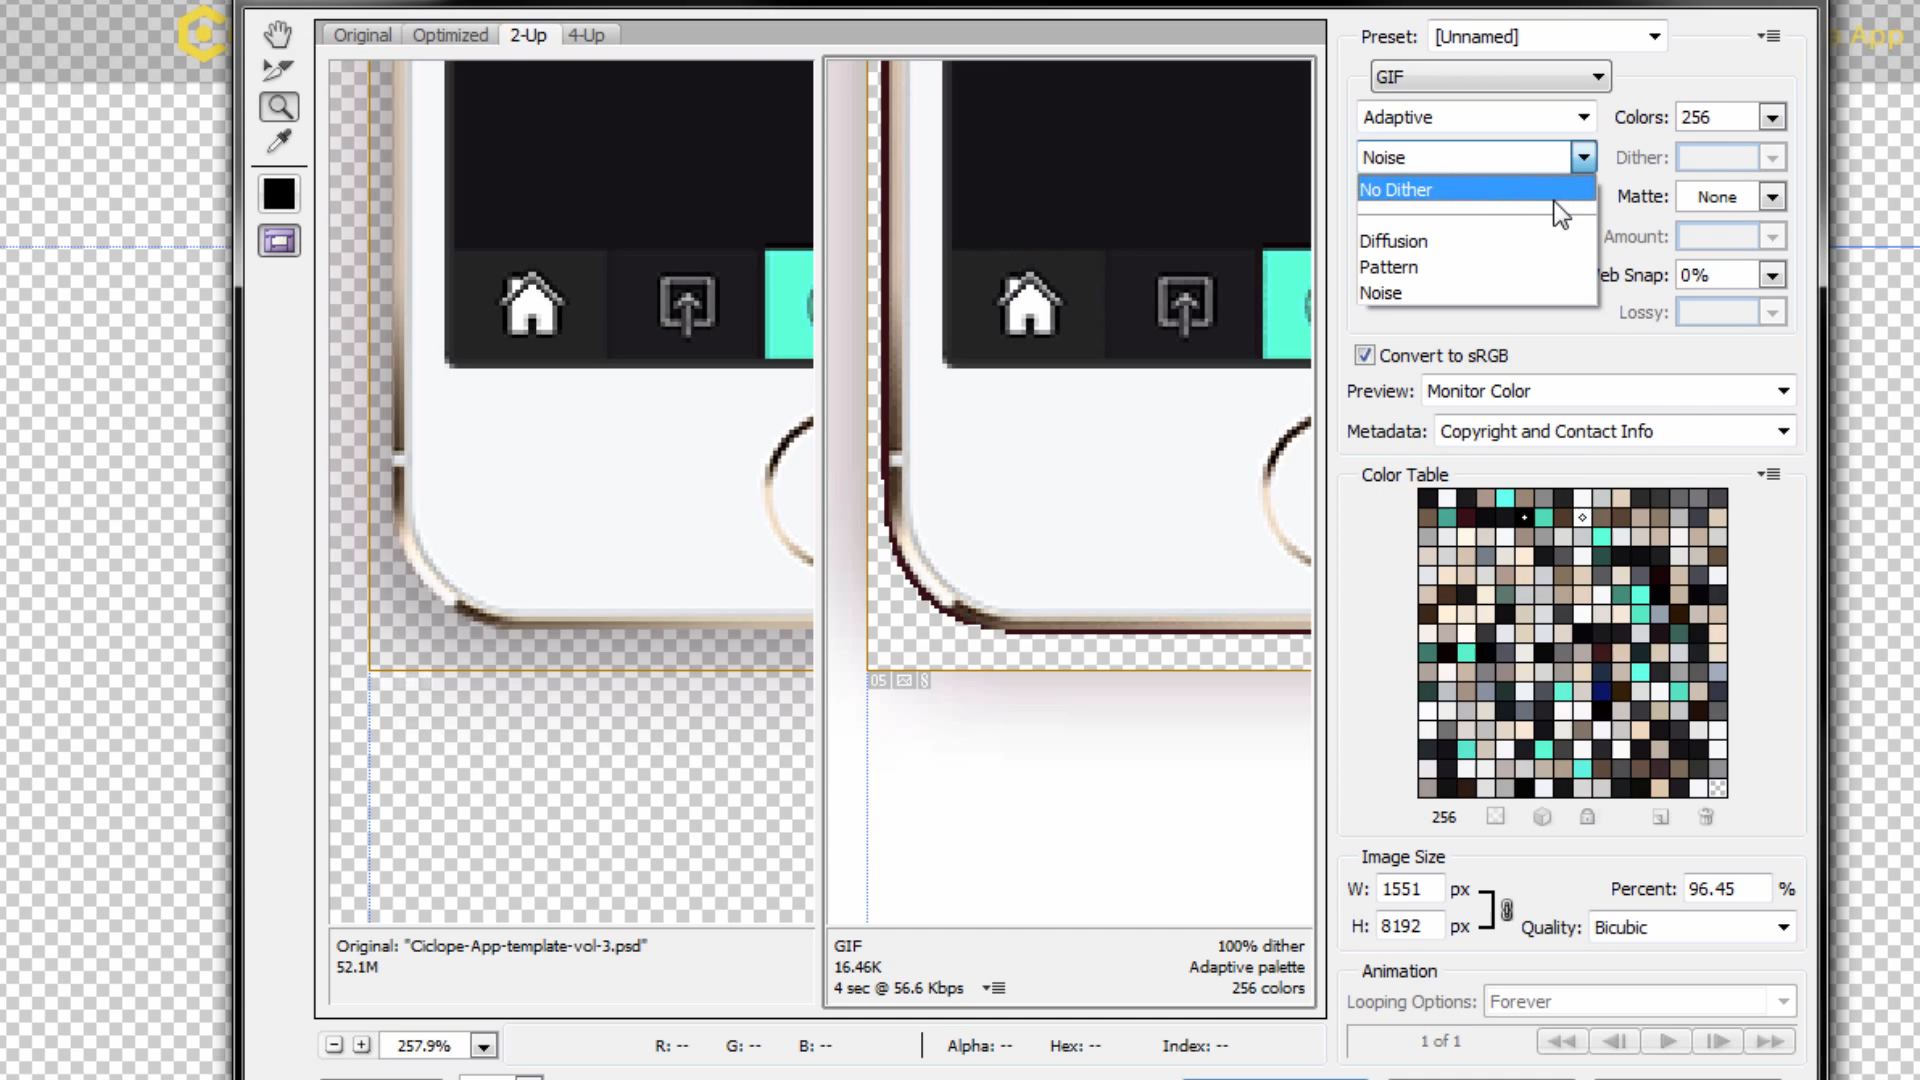 C
App
Original Optimized 2-Up 4-Up
Preset: [Unnamed]
GIF
Adaptive Colors: 256
Noise Dither:
No Dither Matte: None
Diffusion Amount:
Pattern eb Snap: 0%
Noise
Lossy:
Convert to sRGB
Preview: Monitor Color
Metadata: Copyright and Contact Info
Color Table
05
256
Image Size
W: 1551 px Percent: 96.45 %
H: 8192 px Quality: Bicubic
Original: "Ciclope-App-template-vol-3.psd"
52.1M
GIF 100% dither
16.46K Adaptive palette
4 sec @ 56.6 Kbps 256 colors
Animation
Looping Options: Forever
1 of 1
257.9% R: -- G: -- B: -- Alpha: -- Hex: -- Index: --